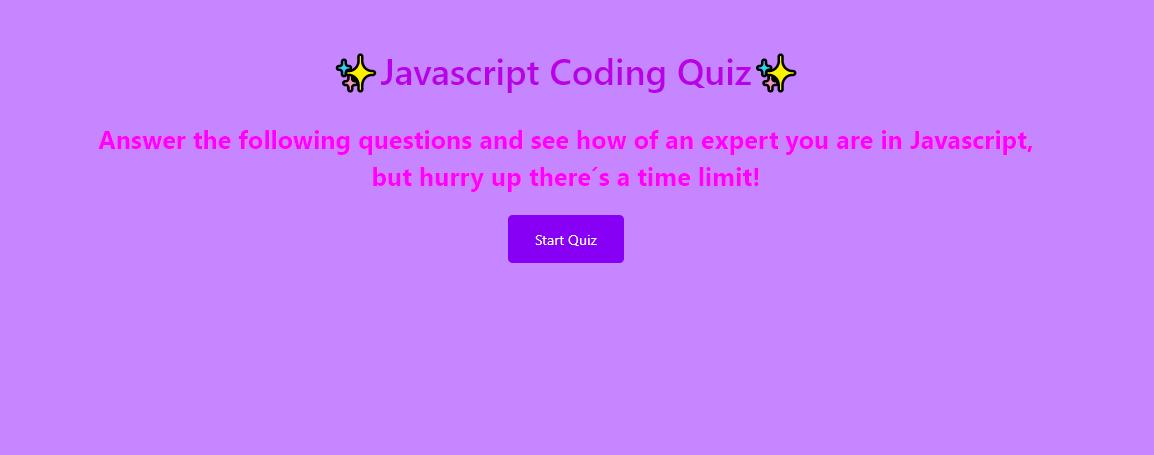 ✨Javascript Coding Quiz✨
Answer the following questions and see how of an expert you are in Javascript,
but hurry up there´s a time limit!
Start Quiz